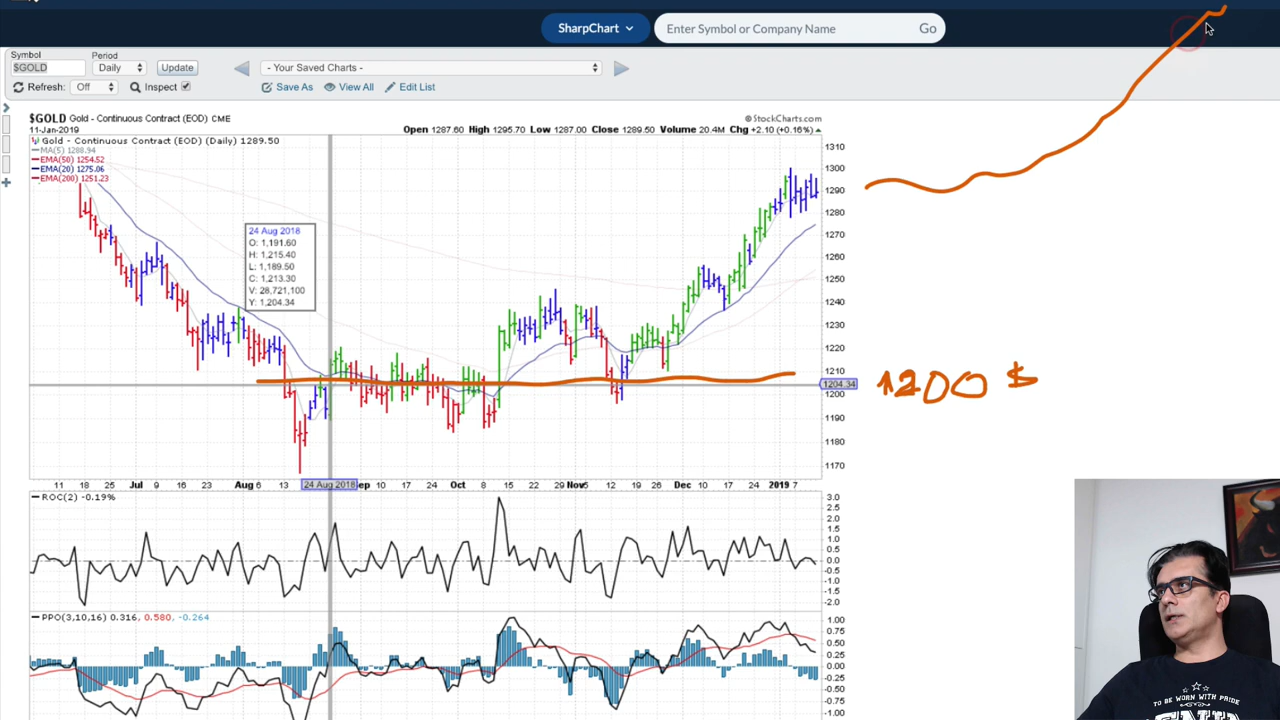 SharpChart
Enter Symbol or Company Name
Go
Symbol
Period
$GOLD
Daily
Update
- Your Saved Charts -
Refresh:
Off
Inspect
Save As
View All
Edit List
$GOLD Gold - Continuous Contract (EOD) CME
© StockCharts.com
11-Jan-2019
Open 1287.60 High 1295.70 Low 1287.00 Close 1289.50 Volume 20.4M Chg +2.10 (+0.16%)
Gold - Continuous Contract (EOD) (Daily) 1289.50
MA(5) 1288.94
EMA(50) 1254.52
EMA(20) 1275.06
EMA(200) 1251.23
1310
1300
1290
1280
1270
1260
1250
1240
1230
1220
1210
1204.34
1200
1190
1180
1170
24 Aug 2018
O: 1,191.60
H: 1,215.40
L: 1,189.50
C: 1,213.30
V: 28,721,100
Y: 1,204.34
1200 $
11 18 25 Jul 9 16 23 Aug 6 13 24 Aug 2018 ep 10 17 24 Oct 8 15 22 29 Nov 5 12 19 26 Dec 10 17 24 2019 7
ROC(2) -0.19%
3.0
2.5
2.0
1.5
1.0
0.5
0.0
-0.5
-1.0
-1.5
-2.0
PPO(3,10,16) 0.316, 0.580, -0.264
1.00
0.75
0.50
0.25
0.00
-0.25
-0.50
-0.75
-1.00
TO BE WORN WITH PRIDE